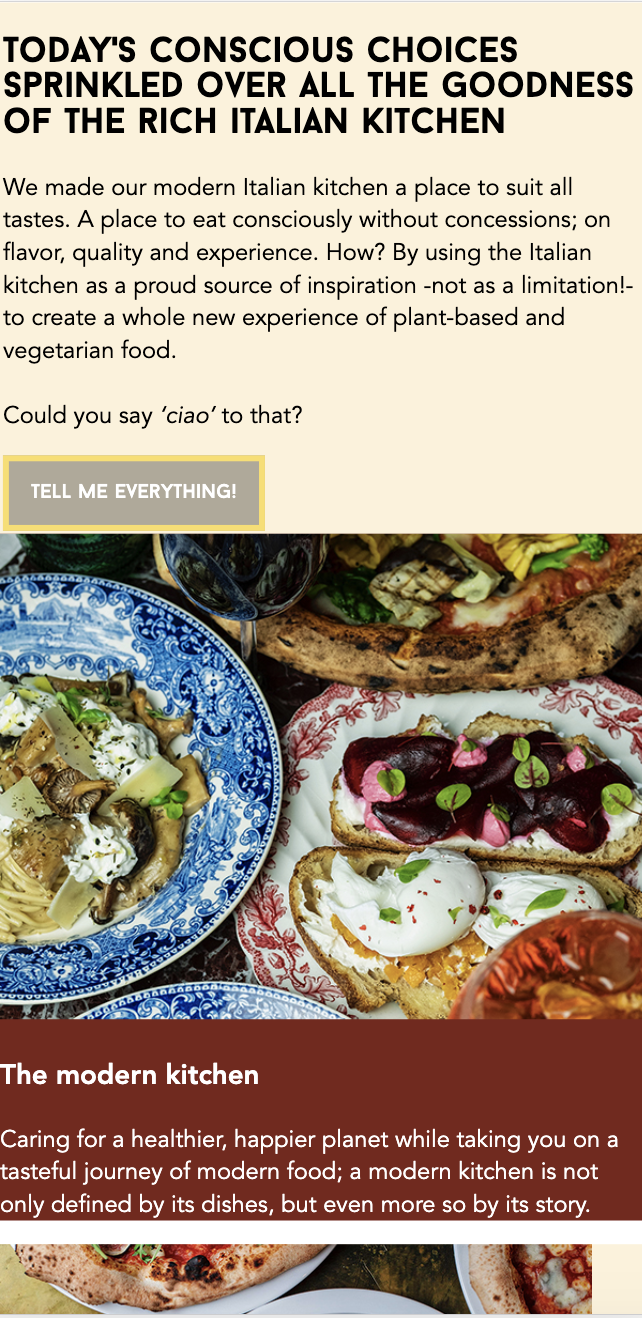 TODAY'S CONSCIOUS CHOICES
SPRINKLED OVER ALL THE GOODNESS
OF THE RICH ITALIAN KITCHEN
We made our modern Italian kitchen a place to suit all
tastes. A place to eat consciously without concessions; on
flavor, quality and experience. How? By using the Italian
kitchen as a proud source of inspiration -not as a limitation!-
to create a whole new experience of plant-based and
vegetarian food.
Could you say ‘ciao’ to that?
TELL ME EVERYTHING!
The modern kitchen
Caring for a healthier, happier planet while taking you on a
tasteful journey of modern food; a modern kitchen is not
only defined by its dishes, but even more so by its story.